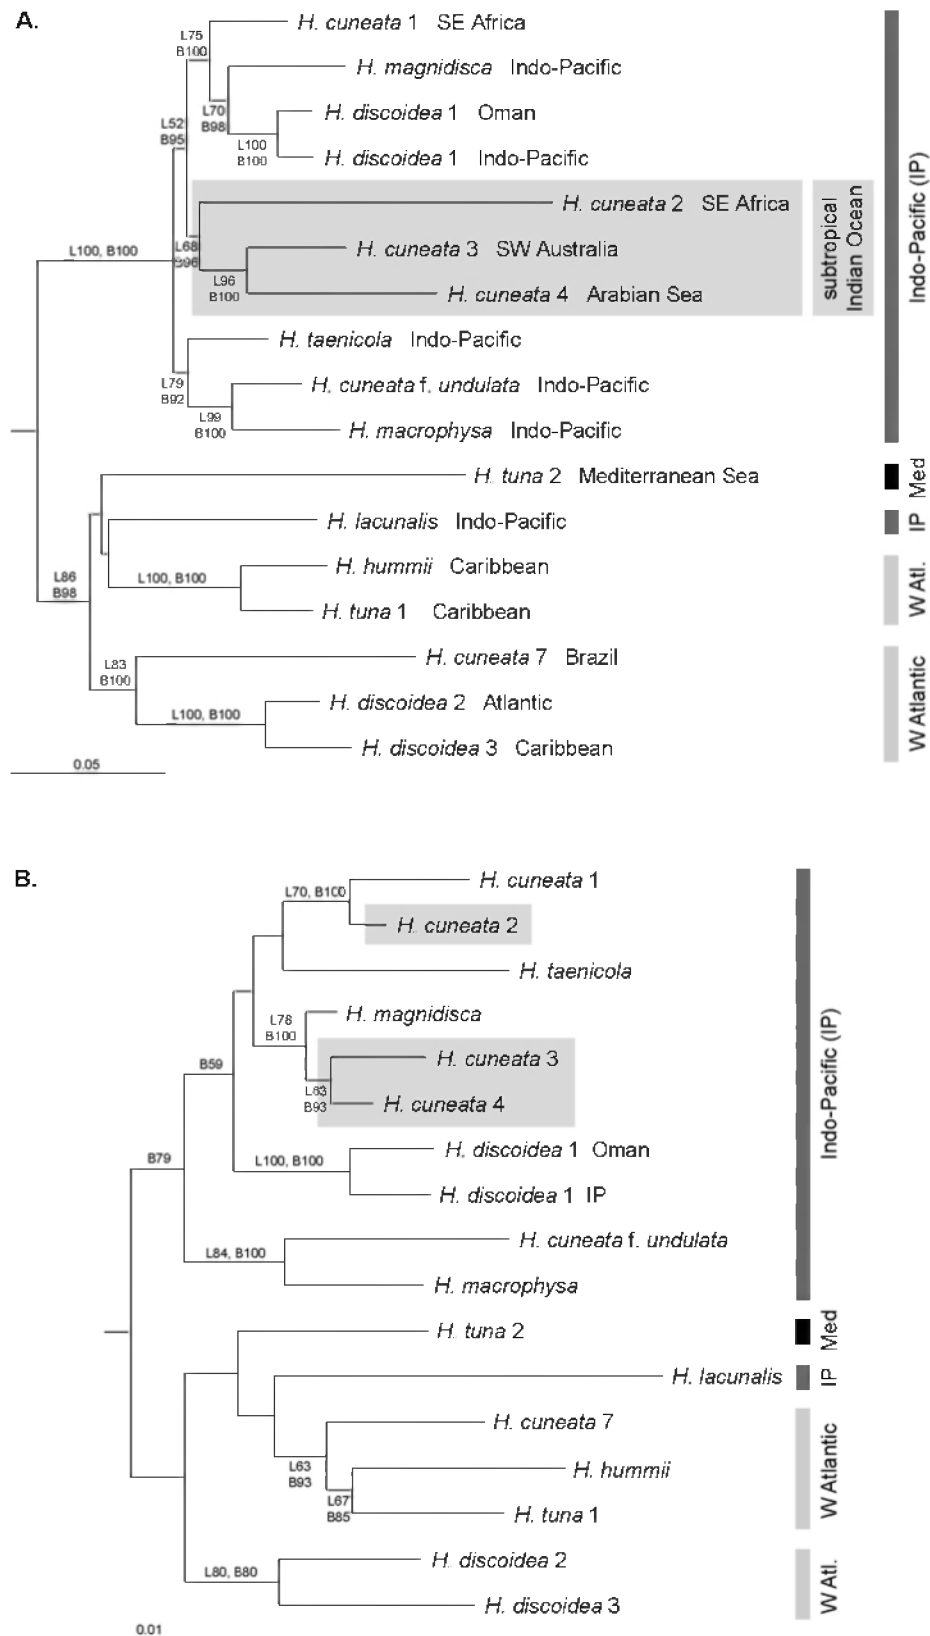 A.
H. cuneata 1 SE Africa
L75
B100
H. magnidisca Indo-Pacific
L70
B98
H. discoidea 1 Oman
L52
B95
L100
B100
H. discoidea 1 Indo-Pacific
H. cuneata 2 SE Africa
L68
B96
H. cuneata 3 SW Australia
L96
B100
H. cuneata 4 Arabian Sea
subtropical
Indian Ocean
Indo-Pacific (IP)
L100, B100
H. taenicola Indo-Pacific
L79
B92
H. cuneata f. undulata Indo-Pacific
L99
B100
H. macrophysa Indo-Pacific
H. tuna 2 Mediterranean Sea
Med
H. lacunalis Indo-Pacific
IP
L86
B98
L100, B100
H. hummii Caribbean
H. tuna 1 Caribbean
W Atl.
L83
B100
H. cuneata 7 Brazil
L100, B100
H. discoidea 2 Atlantic
H. discoidea 3 Caribbean
W Atlantic
0.05
B.
H. cuneata 1
L70, B100
H. cuneata 2
H. taenicola
H. magnidisca
L78
B100
H. cuneata 3
L63
B93
H. cuneata 4
B59
Indo-Pacific (IP)
H. discoidea 1 Oman
L100, B100
H. discoidea 1 IP
B79
H. cuneata f. undulata
L84, B100
H. macrophysa
H. tuna 2
Med
H. lacunalis
IP
H. cuneata 7
L63
B93
H. hummii
L67
B85
H. tuna 1
W Atlantic
H. discoidea 2
L80, B80
H. discoidea 3
W Atl.
0.01